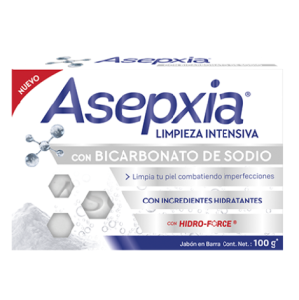 NUEVO
Asepxia®
LIMPIEZA INTENSIVA
CON BICARBONATO DE SODIO
Limpia tu piel combatiendo imperfecciones
CON INGREDIENTES HIDRATANTES
CON HIDRO-FORCE®
Jabón en Barra Cont. Net.: 100 g